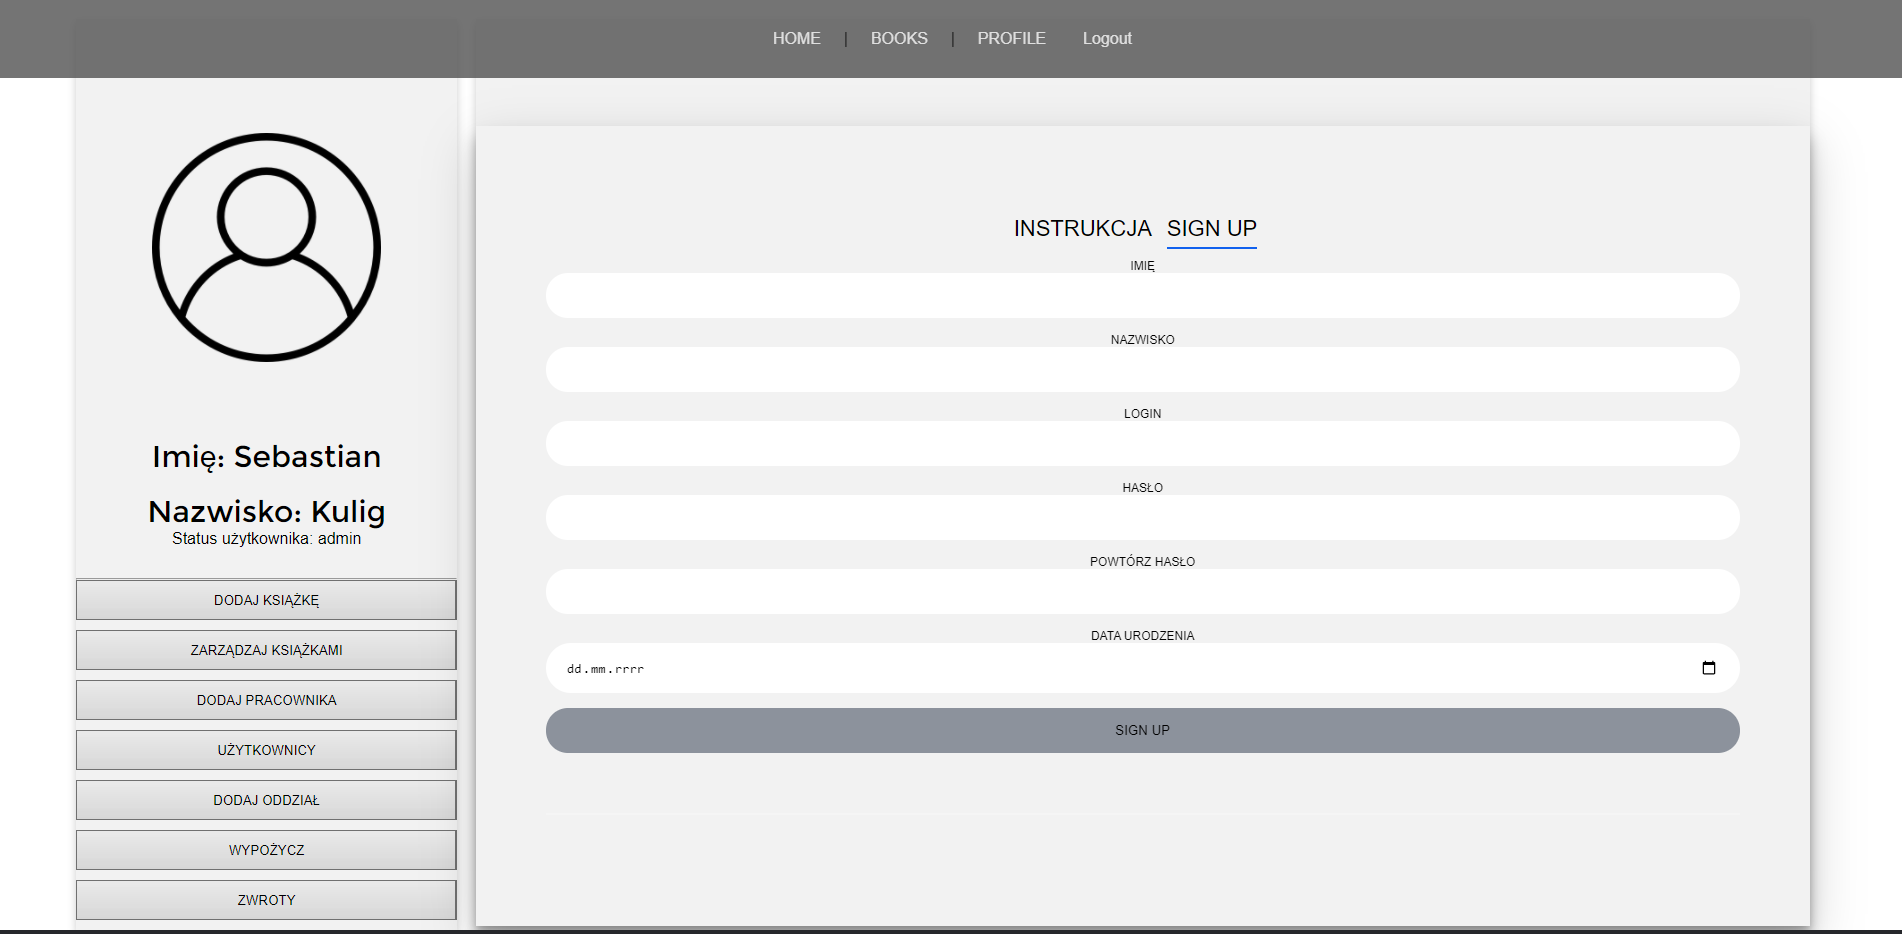 HOME | BOOKS | PROFILE Logout
Imię: Sebastian
Nazwisko: Kulig
Status użytkownika: admin
DODAJ KSIĄŻKĘ
ZARZĄDZAJ KSIĄŻKAMI
DODAJ PRACOWNIKA
UŻYTKOWNICY
DODAJ ODDZIAŁ
WYPOŻYCZ
ZWROTY
INSTRUKCJA SIGN UP
IMIĘ
NAZWISKO
LOGIN
HASŁO
POWTÓRZ HASŁO
DATA URODZENIA
dd.mm.rrrr
SIGN UP